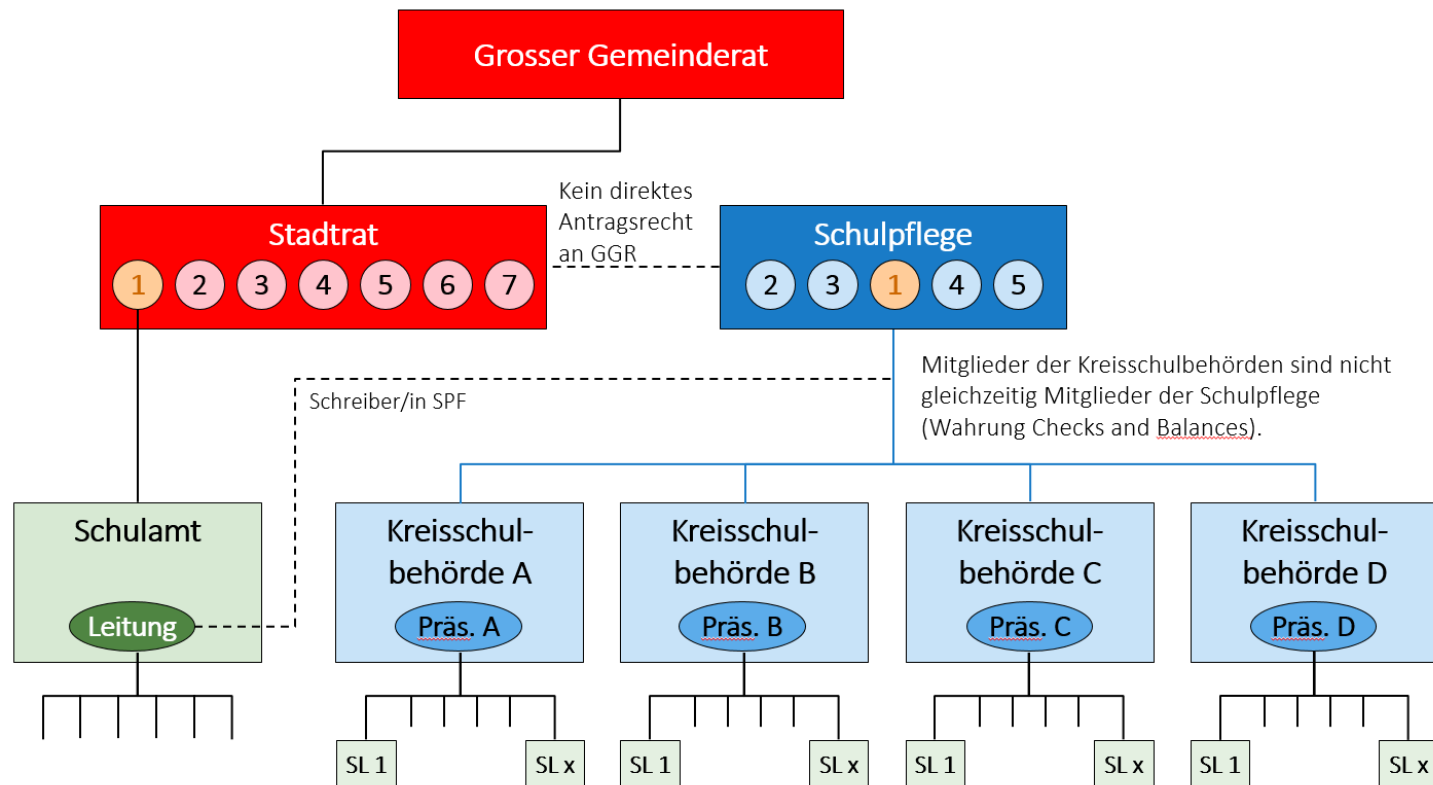 Grosser Gemeinderat
Kein direktes
Antragsrecht
an GGR
Stadtrat
1 2 3 4 5 6 7
Schulpflege
2 3 1 4 5
Mitglieder der Kreisschulbehörden sind nicht
gleichzeitig Mitglieder der Schulpflege
(Wahrung Checks and Balances).
Schreiber/in SPF
Schulamt
Leitung
Kreisschul-
behörde A
Präs. A
Kreisschul-
behörde B
Präs. B
Kreisschul-
behörde C
Präs. C
Kreisschul-
behörde D
Präs. D
SL 1 SL x
SL 1 SL x
SL 1 SL x
SL 1 SL x